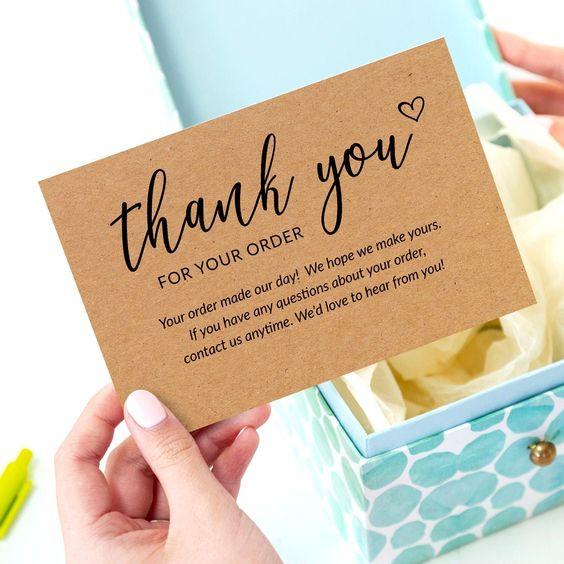 thank you
FOR YOUR ORDER
Your order made our day! We hope we make yours.
If you have any questions about your order,
contact us anytime. We'd love to hear from you!